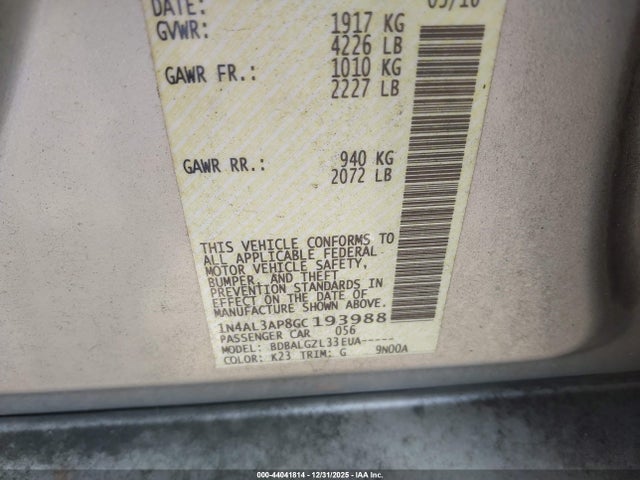 DATE: 05/16
GVWR: 1917 KG
4226 LB
GAWR FR.: 1010 KG
2227 LB
GAWR RR.: 940 KG
2072 LB
THIS VEHICLE CONFORMS TO
ALL APPLICABLE FEDERAL
MOTOR VEHICLE SAFETY,
BUMPER, AND THEFT
PREVENTION STANDARDS IN
EFFECT ON THE DATE OF
MANUFACTURE SHOWN ABOVE.
1N4AL3AP8GC193988
PASSENGER CAR 056
MODEL: BDBALGZL33EUA-----
COLOR: K23 TRIM: G 9N00A
000-44041814 - 12/31/2025 - IAA Inc.